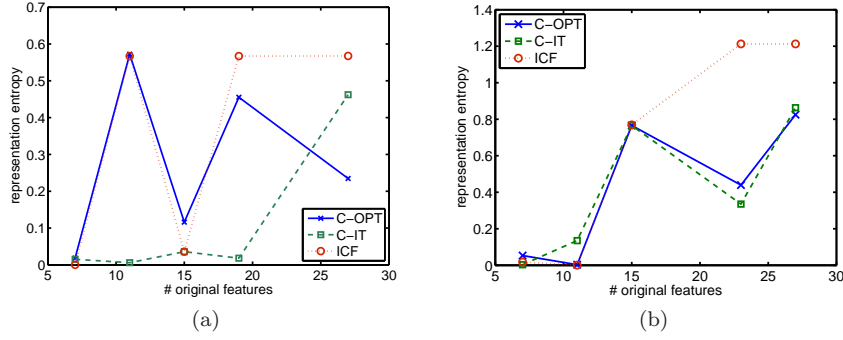 0.7
0.6
0.5
0.4
0.3
0.2
0.1
0
representation entropy
5
10
15
20
25
30
# original features
C−OPT
C−IT
ICF
(a)
1.4
1.2
1
0.8
0.6
0.4
0.2
0
representation entropy
5
10
15
20
25
30
# original features
C−OPT
C−IT
ICF
(b)